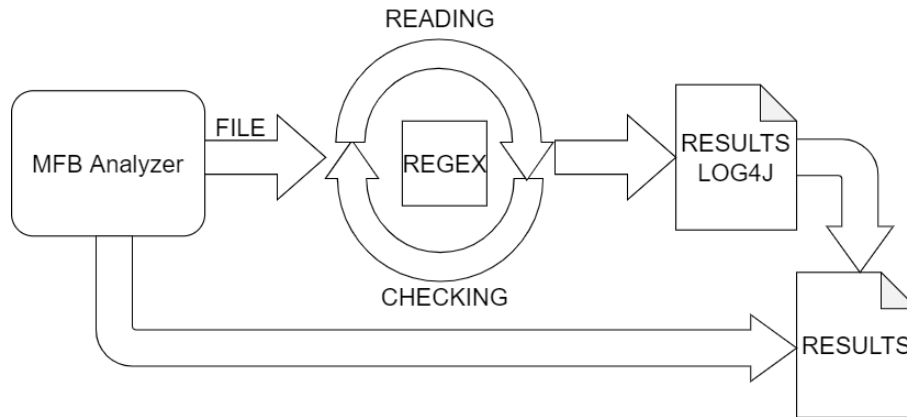 READING
FILE
MFB Analyzer
REGEX
RESULTS
LOG4J
CHECKING
RESULTS